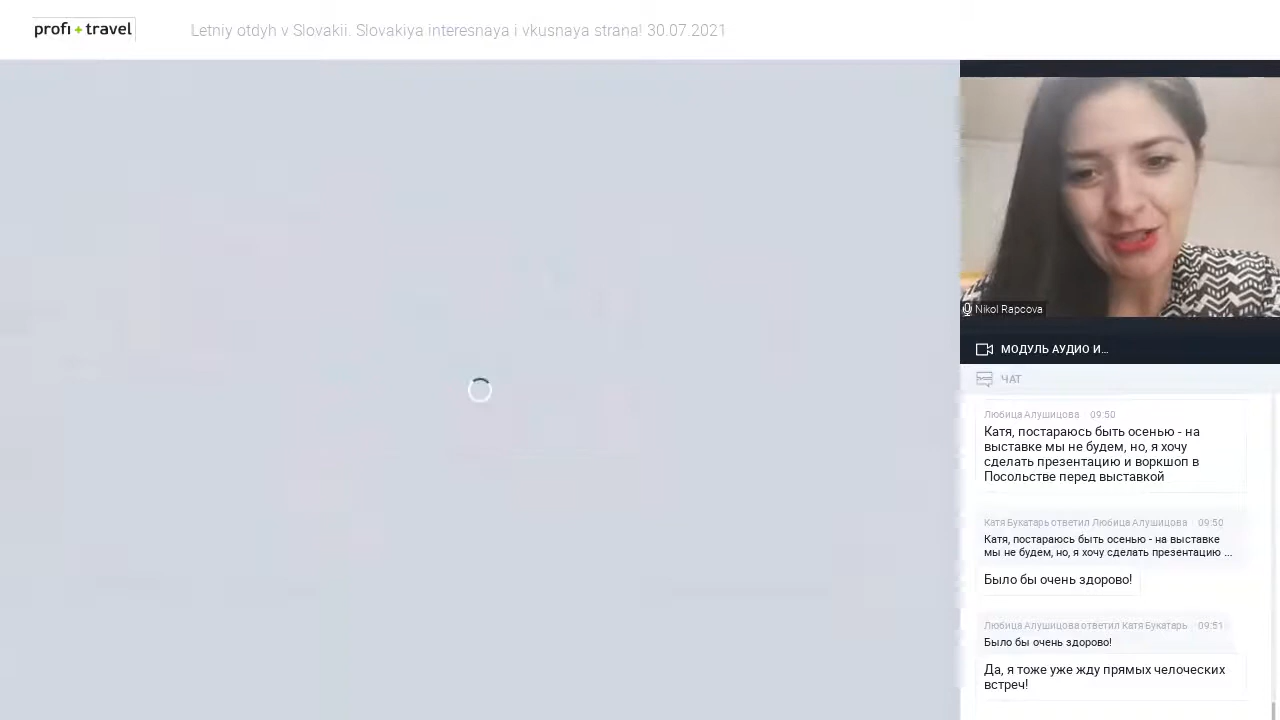 profi + travel
Letniy otdyh v Slovakii. Slovakiya interesnaya i vkusnaya strana! 30.07.2021
Nikol Rapcova
МОДУЛЬ АУДИО И...
ЧАТ
Любица Алушицова 09:50
Катя, постараюсь быть осенью - на
выставке мы не будем, но, я хочу
сделать презентацию и воркшоп в
Посольстве перед выставкой
Катя Букатарь ответил Любица Алушицова 09:50
Катя, постараюсь быть осенью - на выставке
мы не будем, но, я хочу сделать презентацию ...
Было бы очень здорово!
Любица Алушицова ответил Катя Букатарь 09:51
Было бы очень здорово!
Да, я тоже уже жду прямых челоческих
встреч!